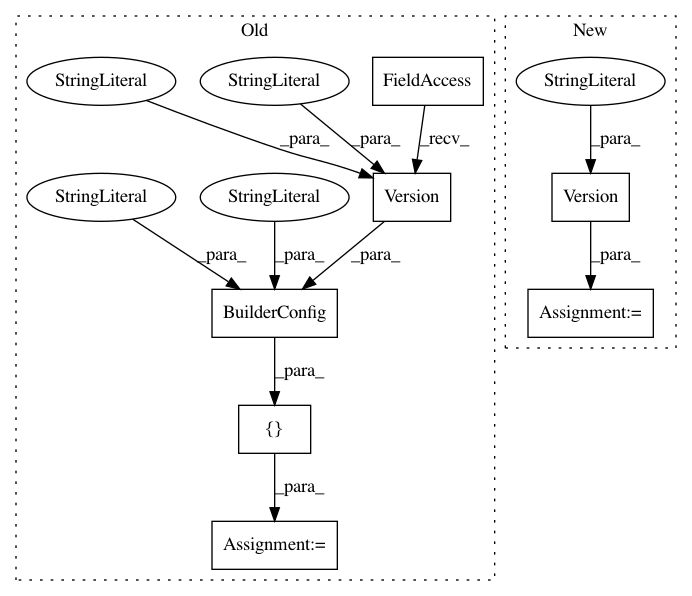 Old
New
StringLiteral
StringLiteral
FieldAccess
StringLiteral
_para_
_para_
_recv_
_para_
StringLiteral
StringLiteral
Version
Version
_para_
_para_
_para_
_para_
BuilderConfig
Assignment:=
_para_
{}
_para_
Assignment:=